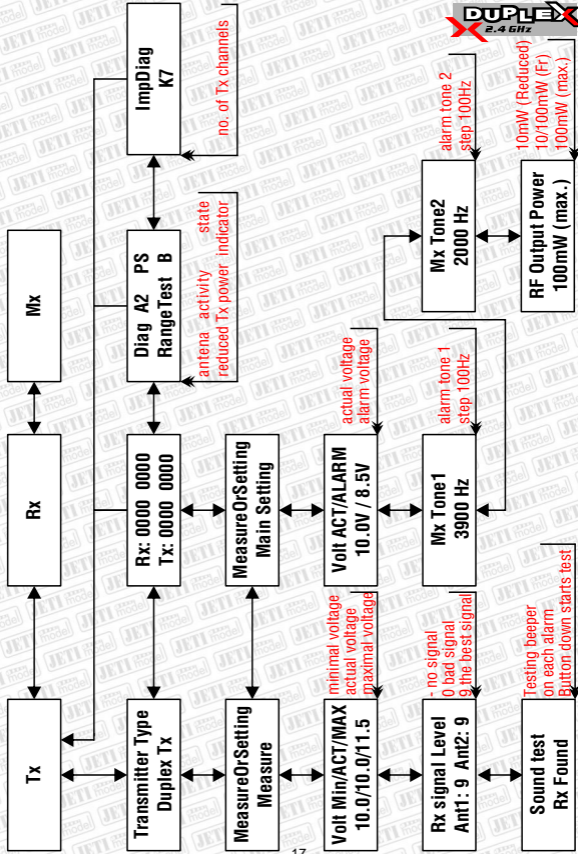 DUPLEX
2.4 GHz
Tx
Rx
Mx
Transmitter Type
Duplex Tx
Rx: 0000 0000
Tx: 0000 0000
Diag A2 PS
RangeTest B
ImpDiag
K7
antena activity state
reduced Tx power indicator
no. of Tx channels
MeasureOrSetting
Measure
MeasureOrSetting
Main Setting
Volt Min/ACT/MAX
10.0/10.0/11.5
minimal voltage
actual voltage
maximal voltage
Volt ACT/ALARM
10.0V / 8.5V
actual voltage
alarm voltage
Rx signal Level
Ant1: 9 Ant2: 9
- no signal
0 bad signal
9 the best signal
Mx Tone1
3900 Hz
alarm tone 1
step 100Hz
Mx Tone2
2000 Hz
alarm tone 2
step 100Hz
Sound test
Rx Found
Testing beeper
on each alarm
Button down starts test
RF Output Power
100mW (max.)
10mW (Reduced)
10/100mW (Fr)
100mW (max.)
17
JETI
model